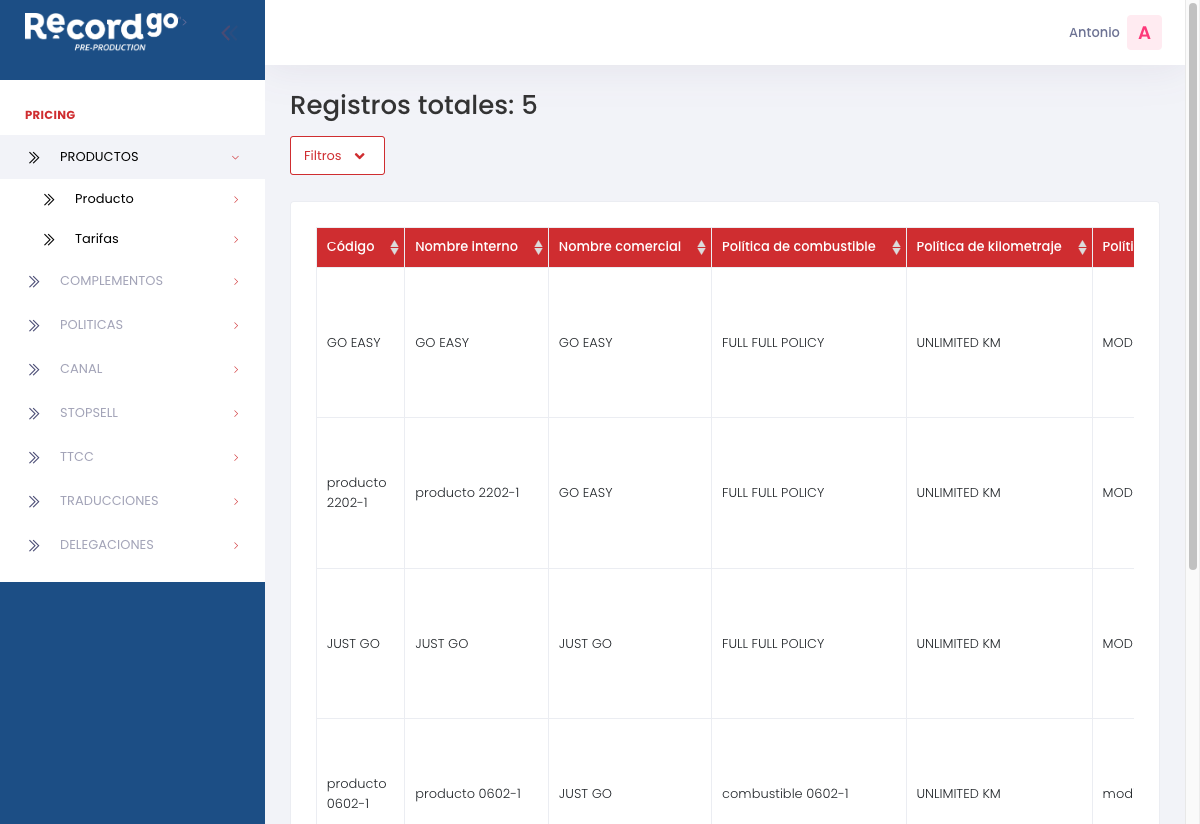 Recordgo
PRE-PRODUCTION
Antonio
A
PRICING
PRODUCTOS
Producto
Tarifas
COMPLEMENTOS
POLITICAS
CANAL
STOPSELL
TTCC
TRADUCCIONES
DELEGACIONES
Registros totales: 5
Filtros
Código Nombre interno Nombre comercial Política de combustible Política de kilometraje Políti
GO EASY GO EASY GO EASY FULL FULL POLICY UNLIMITED KM MOD
producto
2202-1 producto 2202-1 GO EASY FULL FULL POLICY UNLIMITED KM MOD
JUST GO JUST GO JUST GO FULL FULL POLICY UNLIMITED KM MOD
producto
0602-1 producto 0602-1 JUST GO combustible 0602-1 UNLIMITED KM mod